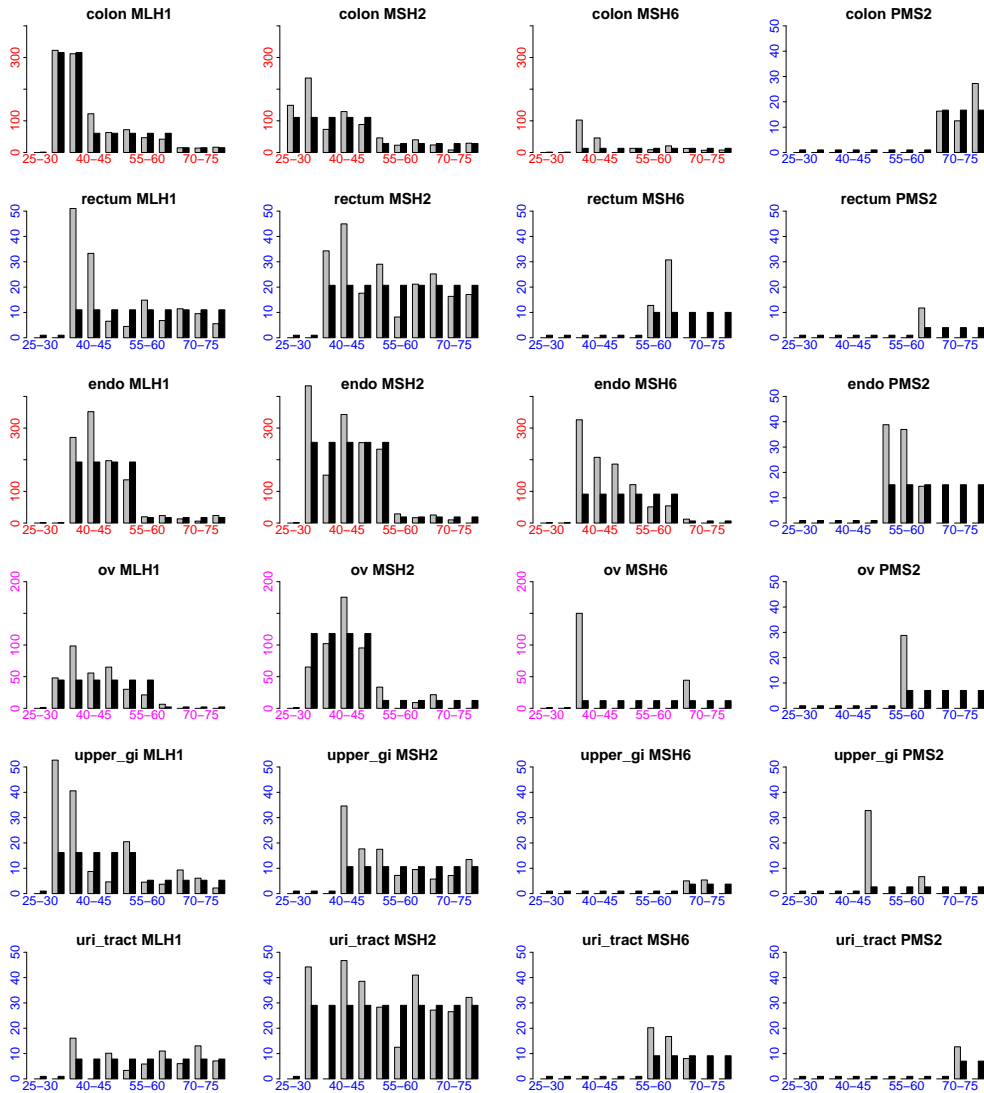 colon MLH1 colon MSH2 colon MSH6 colon PMS2
0 100 300 0 100 300 0 100 300 0 10 20 30 40 50
25–30 40–45 55–60 70–75 25–30 40–45 55–60 70–75 25–30 40–45 55–60 70–75 25–30 40–45 55–60 70–75
rectum MLH1 rectum MSH2 rectum MSH6 rectum PMS2
0 10 20 30 40 50 0 10 20 30 40 50 0 10 20 30 40 50 0 10 20 30 40 50
25–30 40–45 55–60 70–75 25–30 40–45 55–60 70–75 25–30 40–45 55–60 70–75 25–30 40–45 55–60 70–75
endo MLH1 endo MSH2 endo MSH6 endo PMS2
0 100 300 0 100 300 0 100 300 0 10 20 30 40 50
25–30 40–45 55–60 70–75 25–30 40–45 55–60 70–75 25–30 40–45 55–60 70–75 25–30 40–45 55–60 70–75
ov MLH1 ov MSH2 ov MSH6 ov PMS2
0 50 100 200 0 50 100 200 0 50 100 200 0 10 20 30 40 50
25–30 40–45 55–60 70–75 25–30 40–45 55–60 70–75 25–30 40–45 55–60 70–75 25–30 40–45 55–60 70–75
upper_gi MLH1 upper_gi MSH2 upper_gi MSH6 upper_gi PMS2
0 10 20 30 40 50 0 10 20 30 40 50 0 10 20 30 40 50 0 10 20 30 40 50
25–30 40–45 55–60 70–75 25–30 40–45 55–60 70–75 25–30 40–45 55–60 70–75 25–30 40–45 55–60 70–75
uri_tract MLH1 uri_tract MSH2 uri_tract MSH6 uri_tract PMS2
0 10 20 30 40 50 0 10 20 30 40 50 0 10 20 30 40 50 0 10 20 30 40 50
25–30 40–45 55–60 70–75 25–30 40–45 55–60 70–75 25–30 40–45 55–60 70–75 25–30 40–45 55–60 70–75